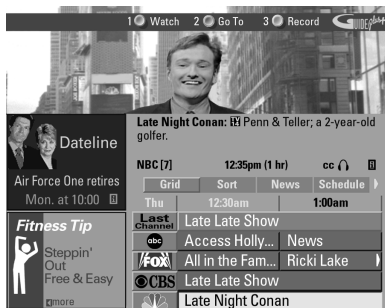 1 Watch 2 Go To 3 Record GUIDE plus+
Late Night Conan: Penn & Teller; a 2-year-old
golfer.
NBC [7] 12:35pm (1 hr) cc
Dateline
Air Force One retires
Mon. at 10:00
Grid Sort News Schedule
Thu 12:30am 1:00am
Last
Channel Late Late Show
abc Access Holly... News
FOX All in the Fam... Ricki Lake
CBS Late Late Show
Late Night Conan
Fitness Tip
Steppin'
Out
Free & Easy
more